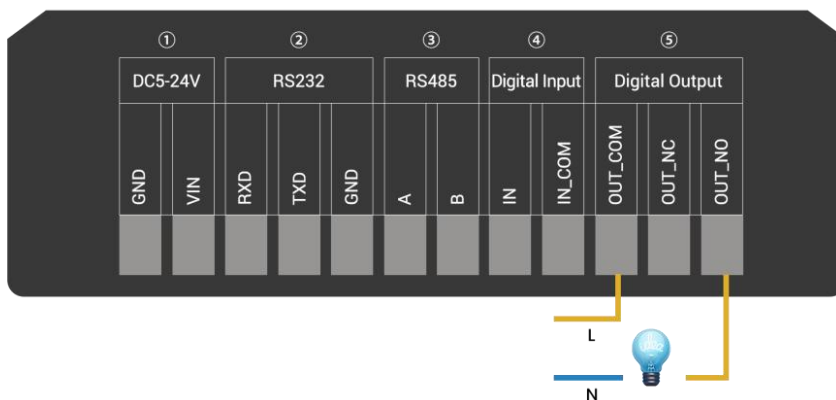 ① ② ③ ④ ⑤
DC5-24V RS232 RS485 Digital Input Digital Output
GND VIN RXD TXD GND A B IN IN_COM OUT_COM OUT_NC OUT_NO
L
N